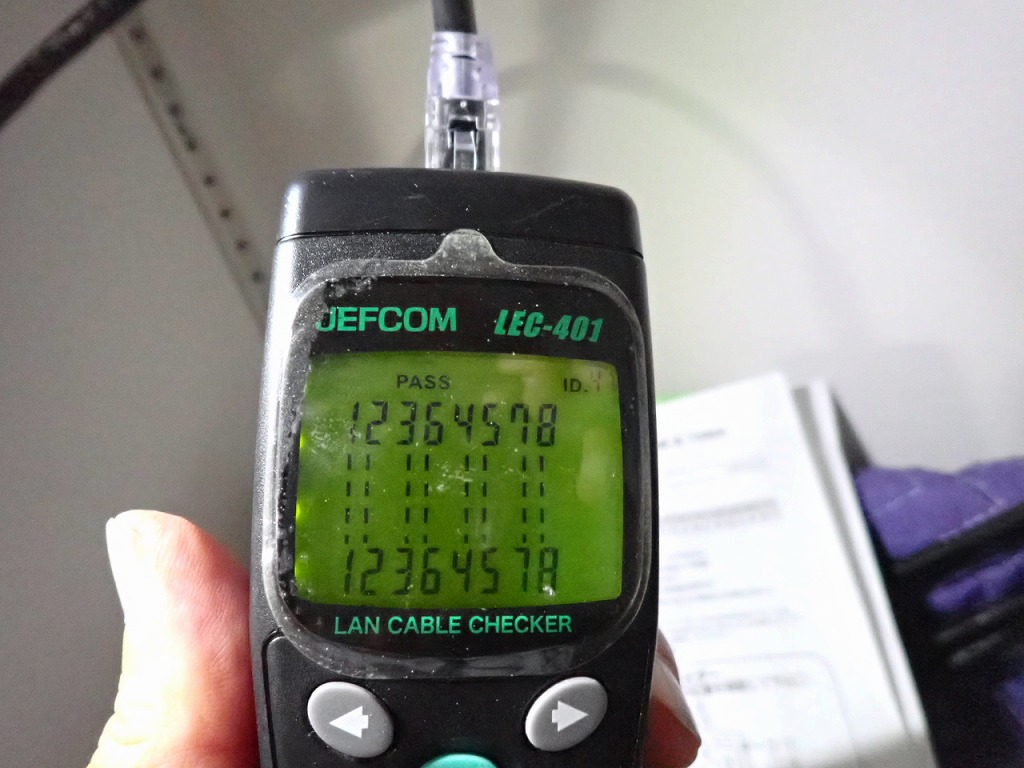 JEFCOM LEC-401
PASS ID.
12364578
12364578
LAN CABLE CHECKER